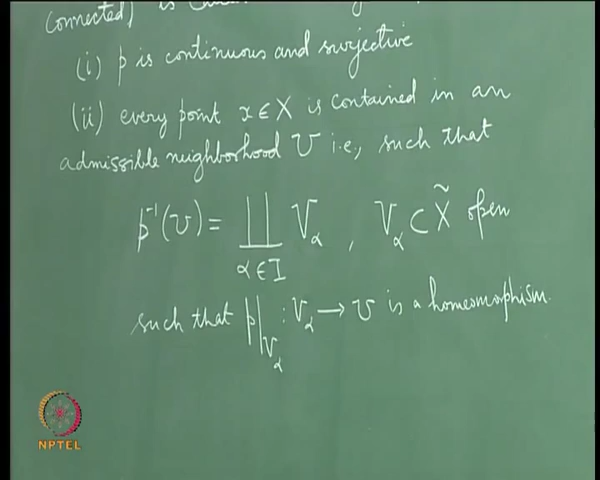 connected) is
(i) p is continuous and surjective
(ii) every point x ∈ X is contained in an
admissible neighborhood U i.e., such that
p⁻¹(U) = ∐ V_α , V_α ⊂ X̃ open
α ∈ I
such that p|_{V_α} : V_α → U is a homeomorphism.
NPTEL